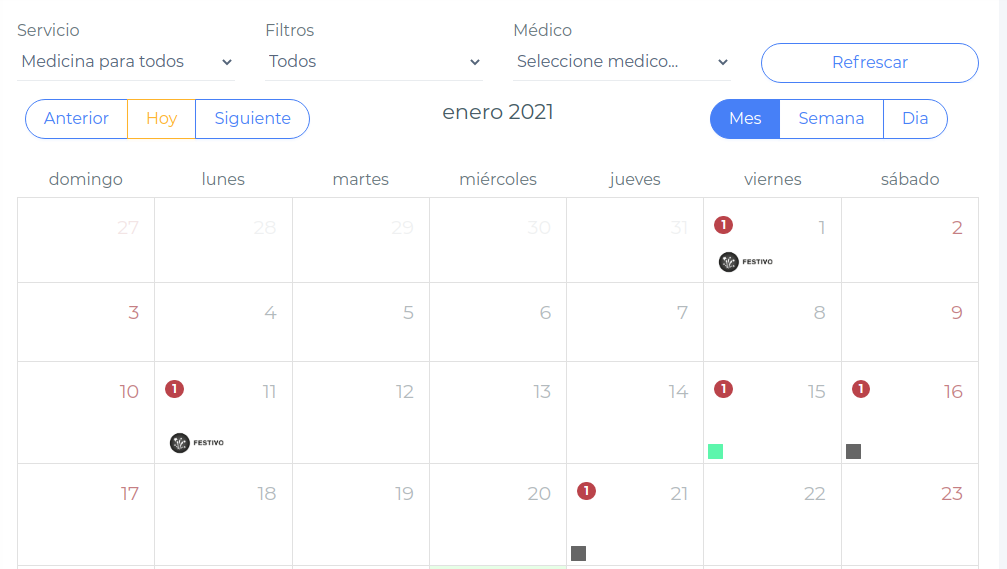 Servicio Filtros Médico
Medicina para todos Todos Seleccione medico... Refrescar
Anterior Hoy Siguiente enero 2021 Mes Semana Dia
domingo lunes martes miércoles jueves viernes sábado
27 28 29 30 31 1 1 2
FESTIVO
3 4 5 6 7 8 9
10 1 11 12 13 14 1 15 1 16
FESTIVO
17 18 19 20 1 21 22 23